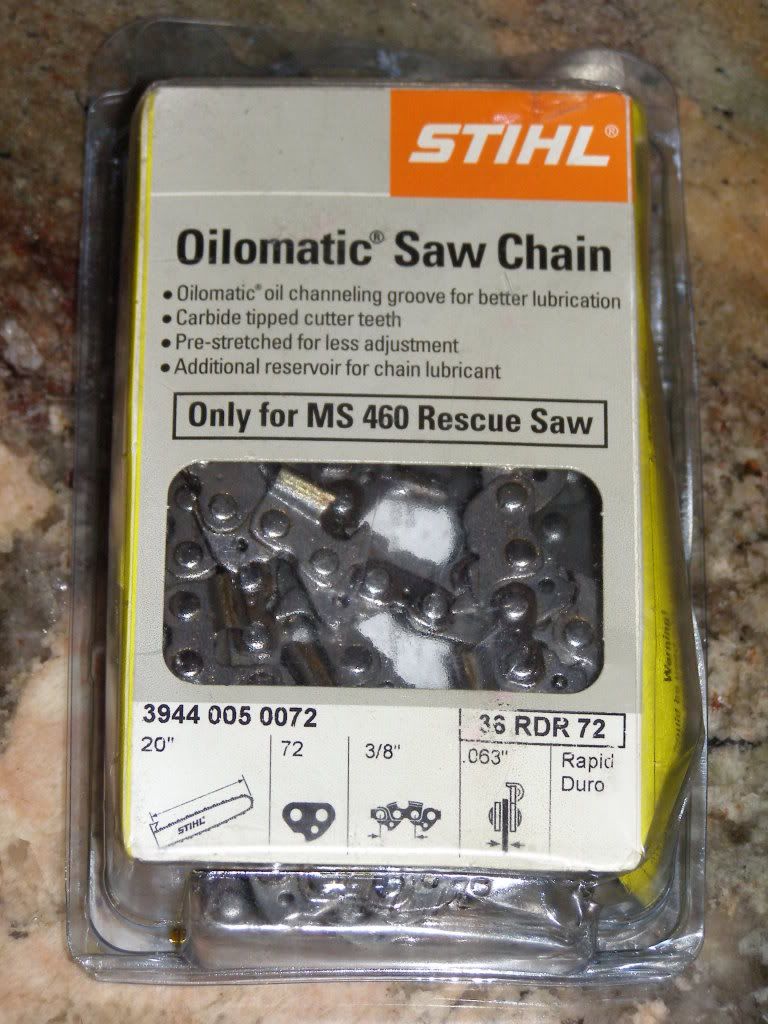 STIHL®
Oilomatic® Saw Chain
• Oilomatic® oil channeling groove for better lubrication
• Carbide tipped cutter teeth
• Pre-stretched for less adjustment
• Additional reservoir for chain lubricant
Only for MS 460 Rescue Saw
3944 005 0072
36 RDR 72
20" 72 3/8" .063" Rapid
Duro
STIHL
Warning!